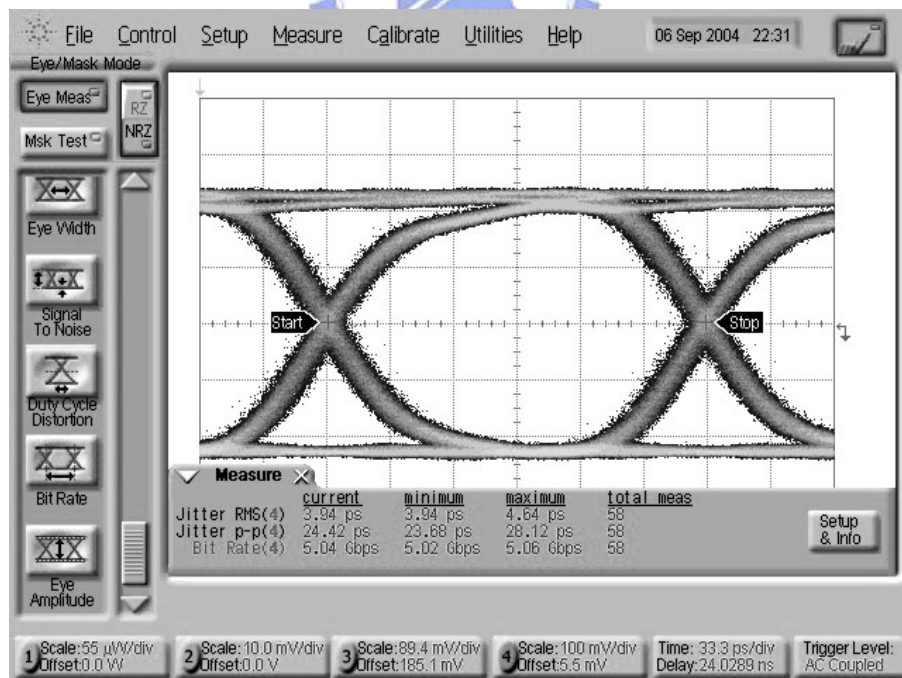 File Control Setup Measure Calibrate Utilities Help 06 Sep 2004 22:31
Eye/Mask Mode
Eye Meas
RZ
NRZ
Msk Test
Eye Width
Signal
To Noise
Duty Cycle
Distortion
Bit Rate
Eye
Amplitude
Start
Stop
Measure
current minimum maximum total meas
Jitter RMS(4) 3.94 ps 3.94 ps 4.64 ps 58
Jitter p-p(4) 24.42 ps 23.68 ps 28.12 ps 58
Bit Rate(4) 5.04 Gbps 5.02 Gbps 5.06 Gbps 58
Setup
& Info
1 Scale:55 µW/div
Offset:0.0 W
2 Scale: 10.0 mV/div
Offset:0.0 V
3 Scale:89.4 mV/div
Offset:185.1 mV
4 Scale: 100 mV/div
Offset:5.5 mV
Time: 33.3 ps/div
Delay:24.0289 ns
Trigger Level:
AC Coupled